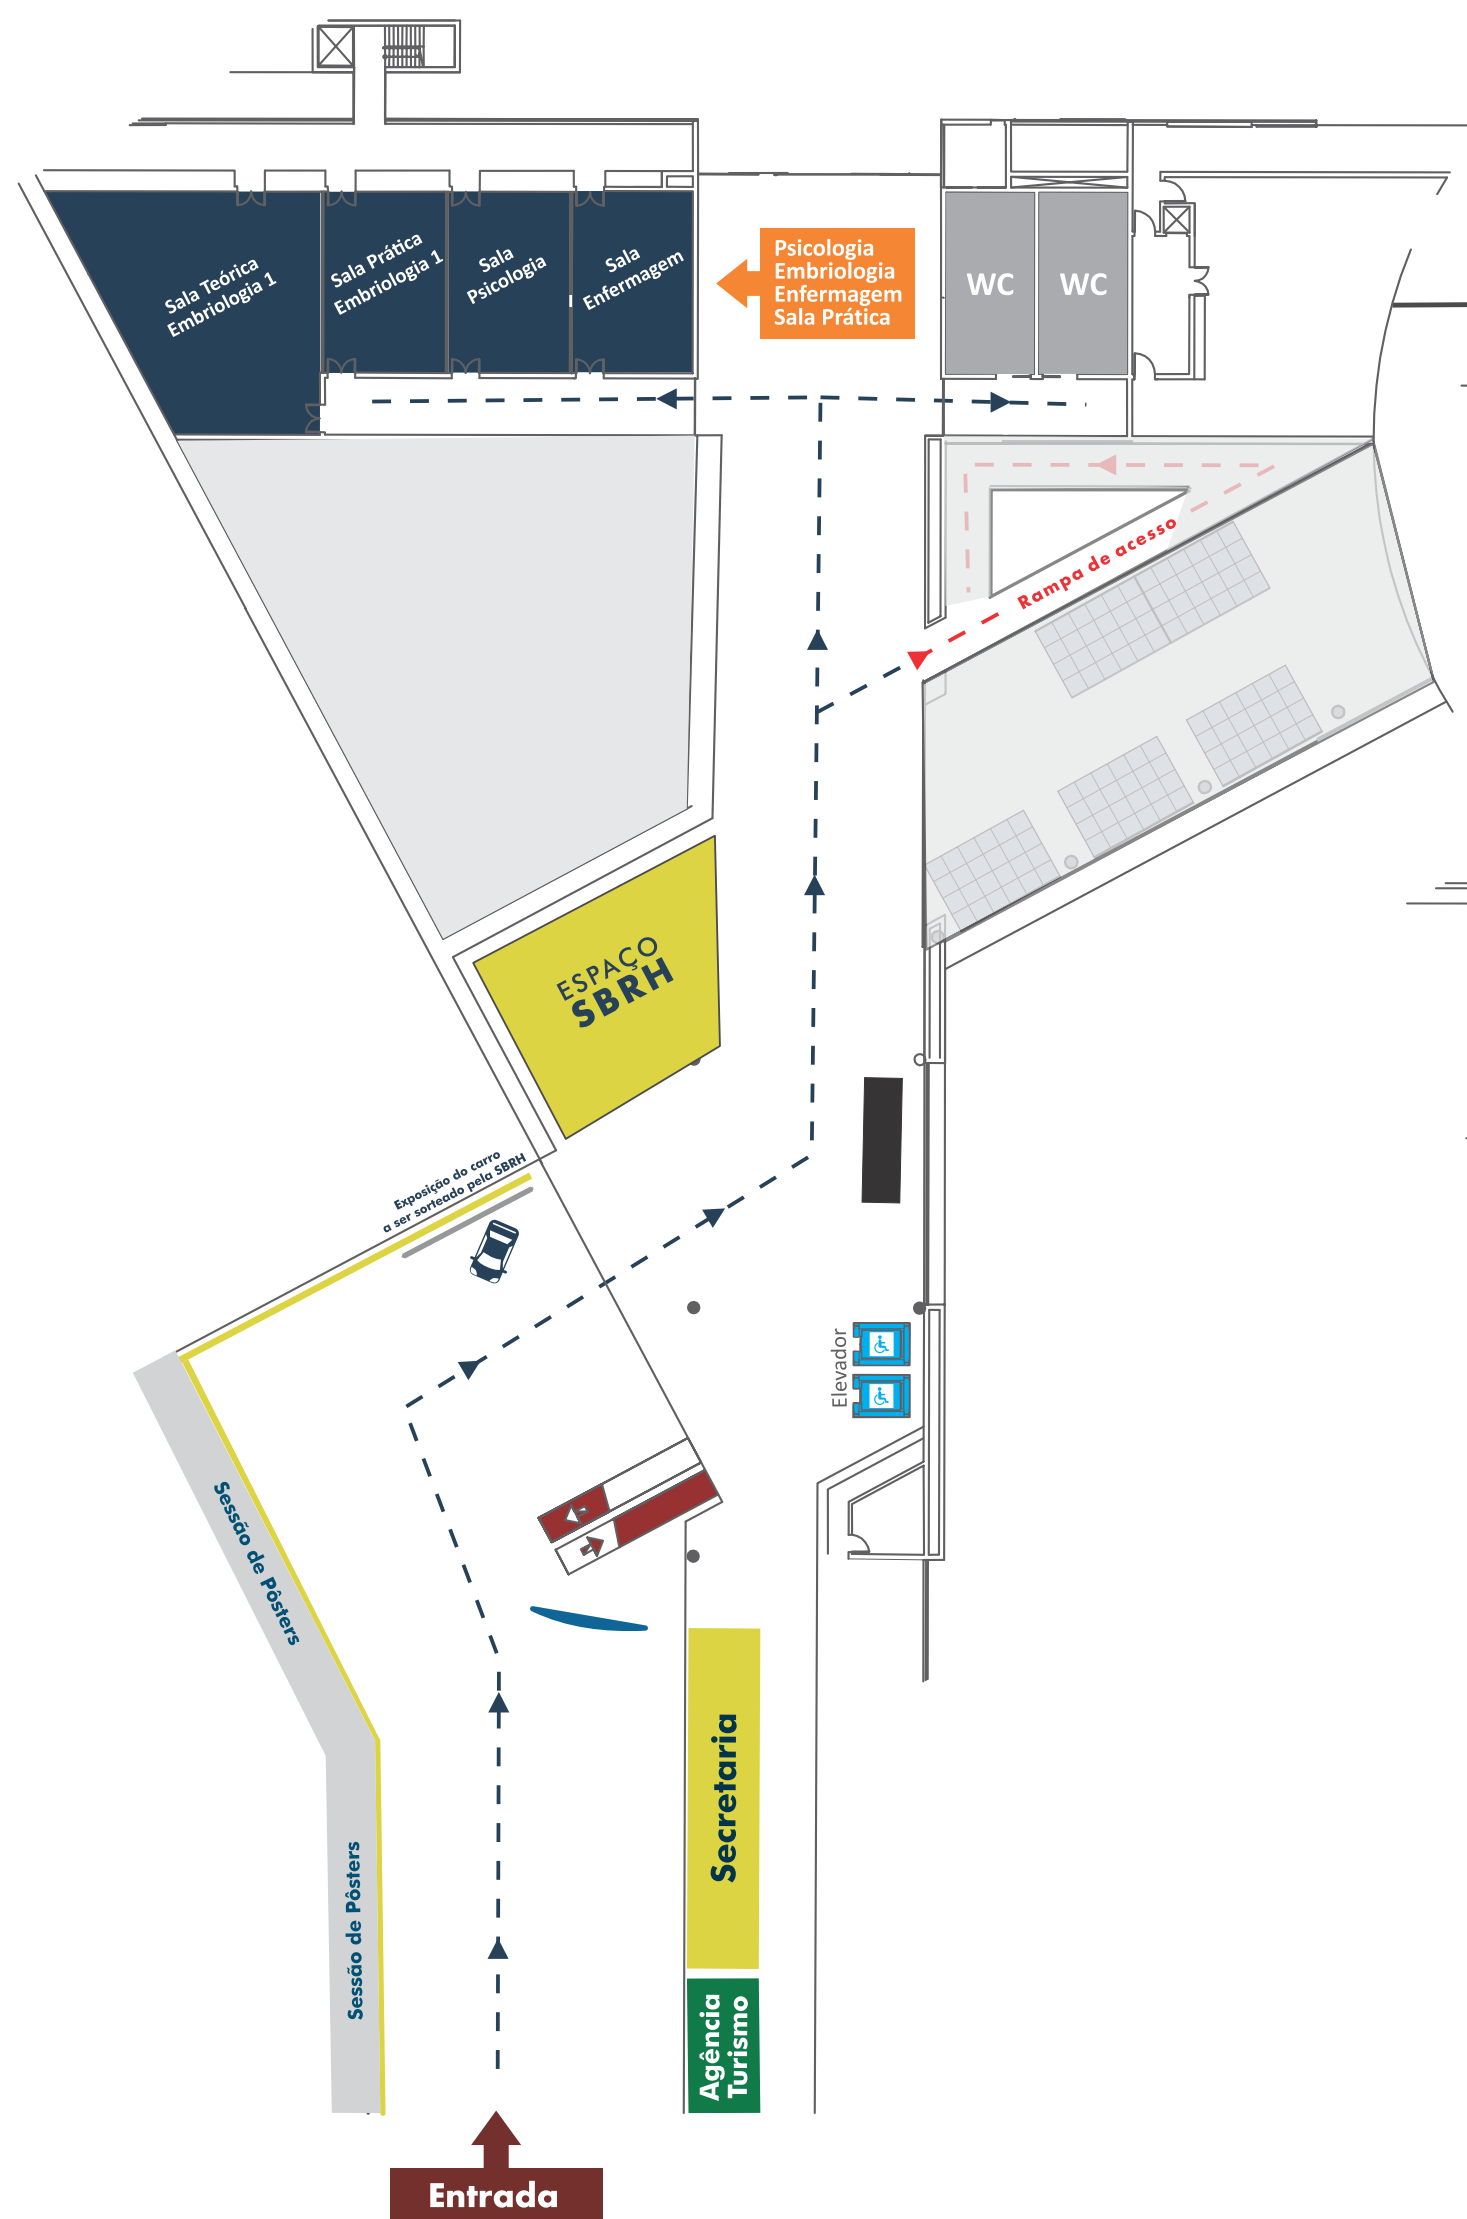 Sala Teórica
Embriologia 1
Sala Prática
Embriologia 1
Sala
Psicologia
Sala
Enfermagem
Psicologia
Embriologia
Enfermagem
Sala Prática
WC
WC
Rampa de acesso
ESPAÇO
SBRH
Exposição do carro
a ser sorteado pela SBRH
Elevador
Sessão de Pôsters
Sessão de Pôsters
Secretaria
Agência
Turismo
Entrada